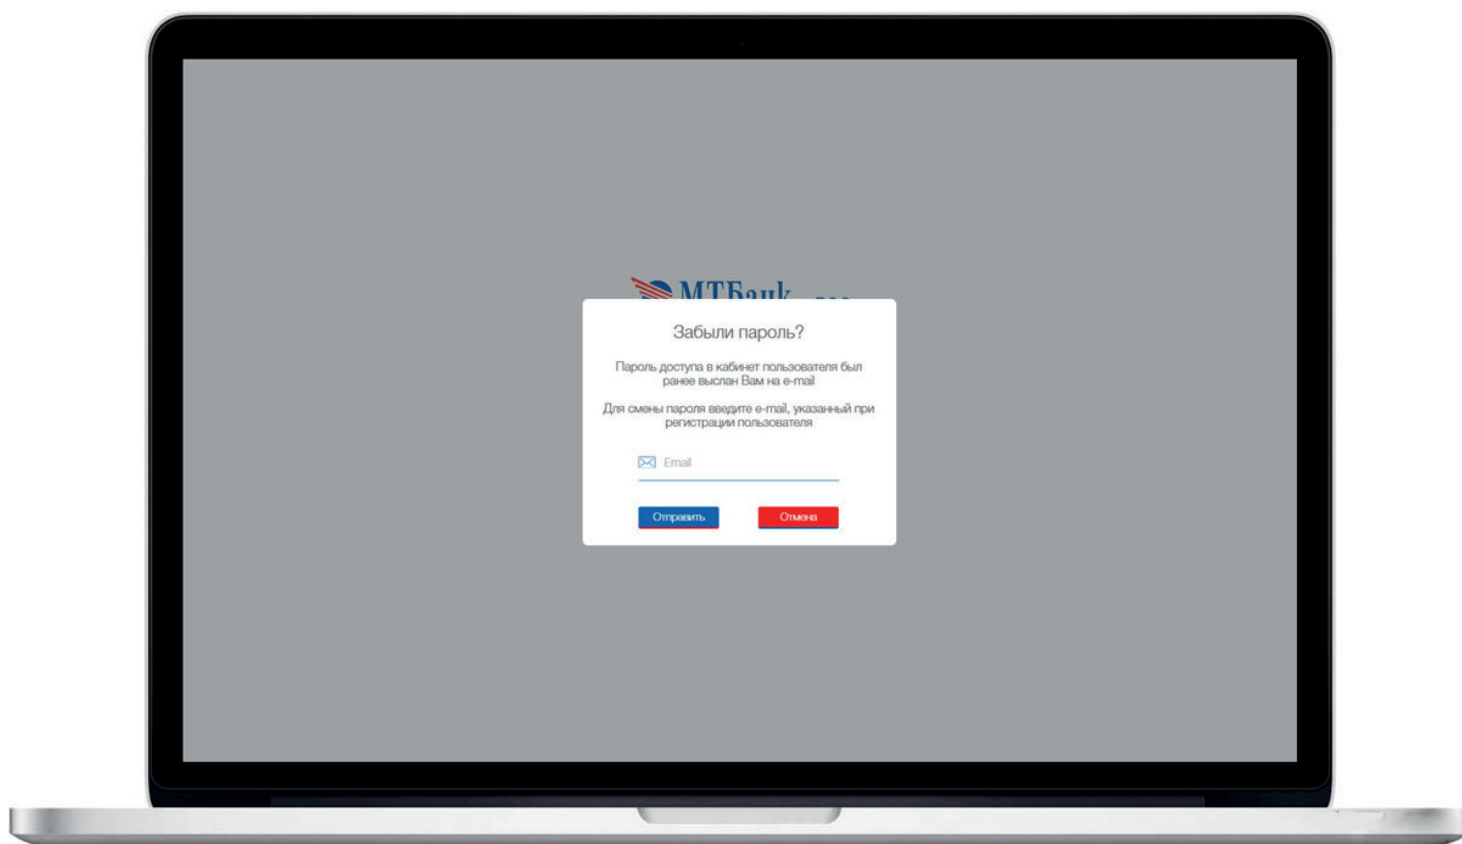 МТБанк
Забыли пароль?
Пароль доступа в кабинет пользователя был
ранее выслан Вам на e-mail
Для смены пароля введите e-mail, указанный при
регистрации пользователя
Email
Отправить
Отмена